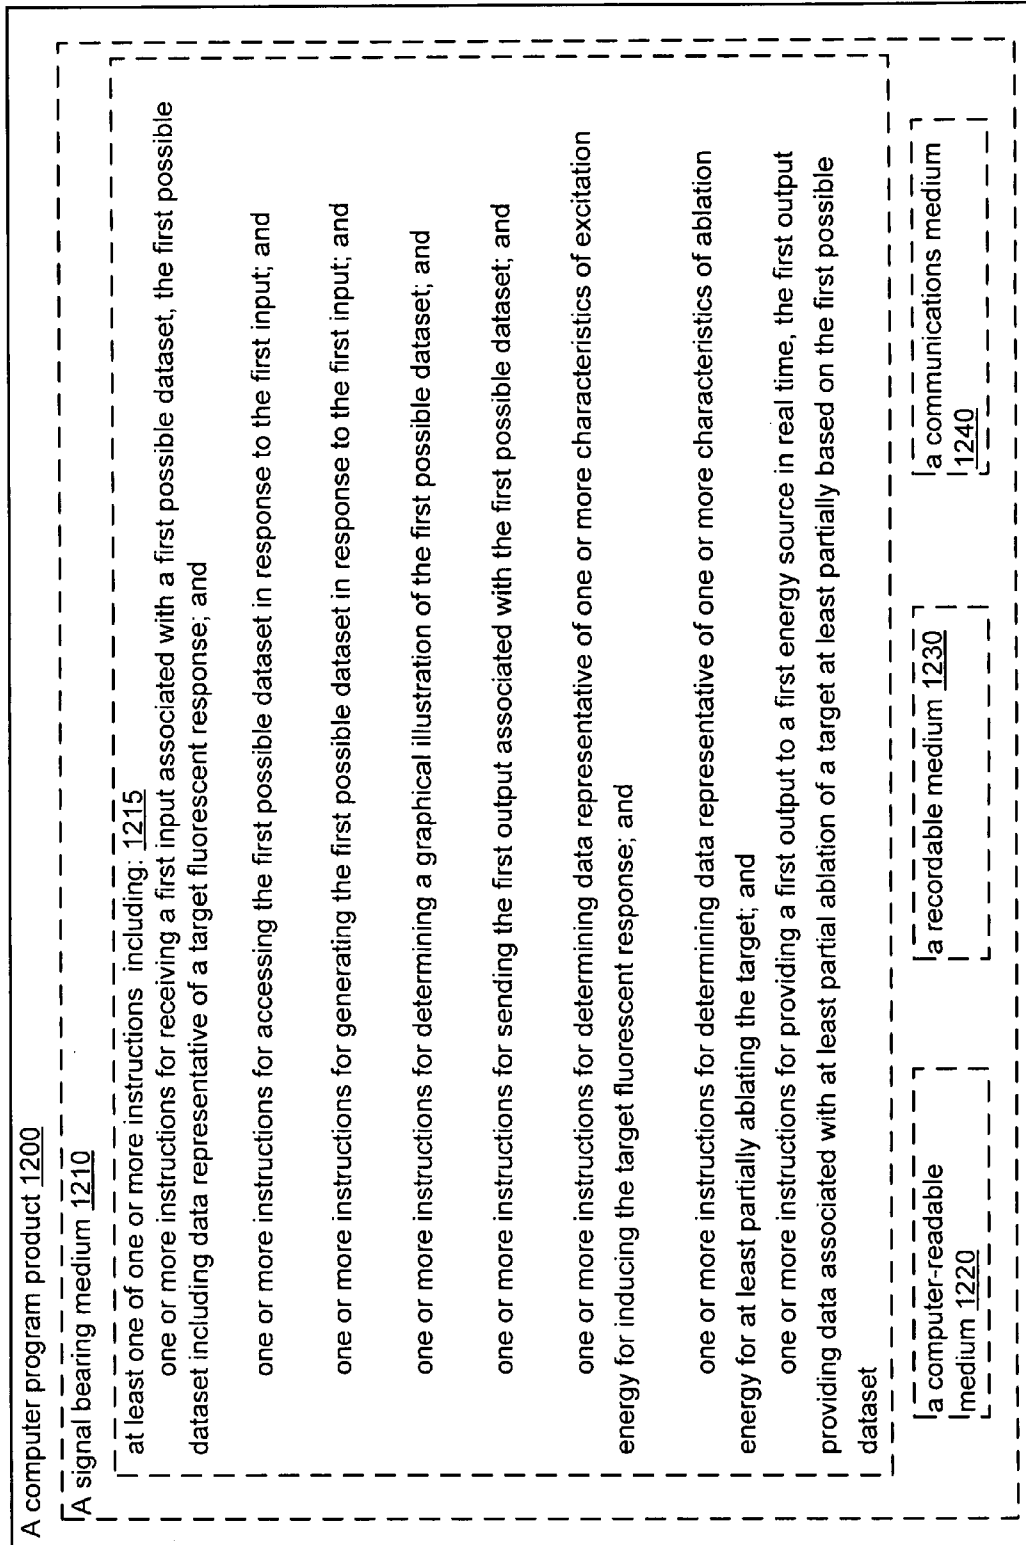 A computer program product 1200
A signal bearing medium 1210
at least one of one or more instructions including: 1215
one or more instructions for receiving a first input associated with a first possible dataset, the first possible
dataset including data representative of a target fluorescent response; and
one or more instructions for accessing the first possible dataset in response to the first input; and
one or more instructions for generating the first possible dataset in response to the first input; and
one or more instructions for determining a graphical illustration of the first possible dataset; and
one or more instructions for sending the first output associated with the first possible dataset; and
one or more instructions for determining data representative of one or more characteristics of excitation
energy for inducing the target fluorescent response; and
one or more instructions for determining data representative of one or more characteristics of ablation
energy for at least partially ablating the target; and
one or more instructions for providing a first output to a first energy source in real time, the first output
providing data associated with at least partial ablation of a target at least partially based on the first possible
dataset
a computer-readable
medium 1220
a recordable medium 1230
a communications medium
1240